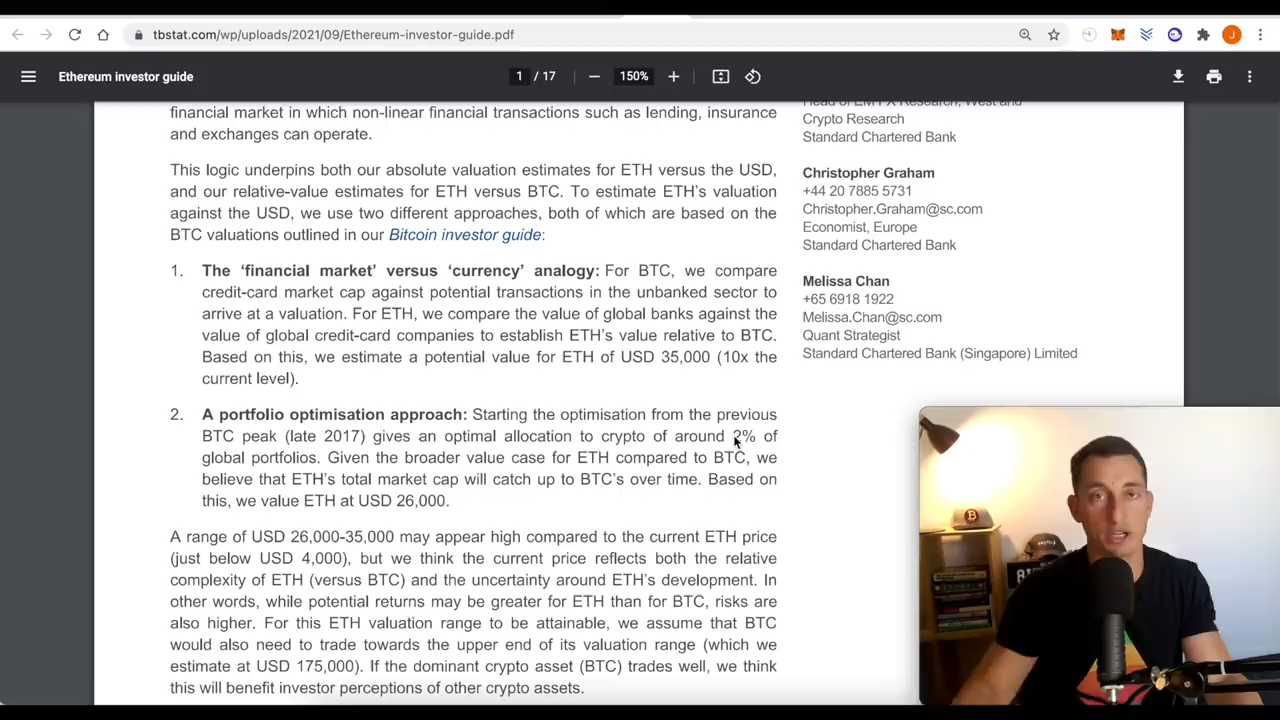 tbstat.com/wp/uploads/2021/09/Ethereum-investor-guide.pdf
J
Ethereum investor guide
1 / 17
150%
financial market in which non-linear financial transactions such as lending, insurance
and exchanges can operate.
This logic underpins both our absolute valuation estimates for ETH versus the USD,
and our relative-value estimates for ETH versus BTC. To estimate ETH's valuation
against the USD, we use two different approaches, both of which are based on the
BTC valuations outlined in our Bitcoin investor guide:
1. The ‘financial market’ versus ‘currency’ analogy: For BTC, we compare
credit-card market cap against potential transactions in the unbanked sector to
arrive at a valuation. For ETH, we compare the value of global banks against the
value of global credit-card companies to establish ETH's value relative to BTC.
Based on this, we estimate a potential value for ETH of USD 35,000 (10x the
current level).
2. A portfolio optimisation approach: Starting the optimisation from the previous
BTC peak (late 2017) gives an optimal allocation to crypto of around 2% of
global portfolios. Given the broader value case for ETH compared to BTC, we
believe that ETH's total market cap will catch up to BTC's over time. Based on
this, we value ETH at USD 26,000.
A range of USD 26,000-35,000 may appear high compared to the current ETH price
(just below USD 4,000), but we think the current price reflects both the relative
complexity of ETH (versus BTC) and the uncertainty around ETH's development. In
other words, while potential returns may be greater for ETH than for BTC, risks are
also higher. For this ETH valuation range to be attainable, we assume that BTC
would also need to trade towards the upper end of its valuation range (which we
estimate at USD 175,000). If the dominant crypto asset (BTC) trades well, we think
this will benefit investor perceptions of other crypto assets.
Head of EM FX Research, West and
Crypto Research
Standard Chartered Bank
Christopher Graham
+44 20 7885 5731
Christopher.Graham@sc.com
Economist, Europe
Standard Chartered Bank
Melissa Chan
+65 6918 1922
Melissa.Chan@sc.com
Quant Strategist
Standard Chartered Bank (Singapore) Limited